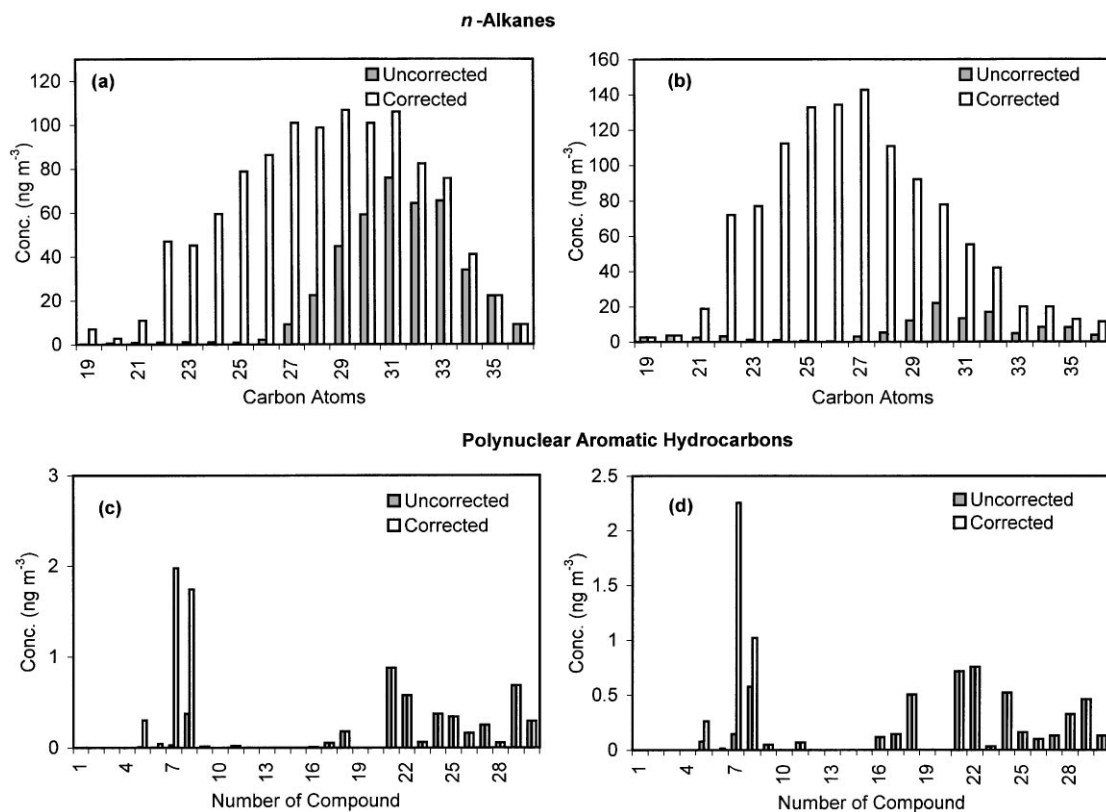 n-Alkanes
(a)
Uncorrected
Corrected
120
100
80
60
40
20
0
Conc. (ng m-3)
19 21 23 25 27 29 31 33 35
Carbon Atoms
(b)
Uncorrected
Corrected
160
140
120
100
80
60
40
20
0
Conc. (ng m-3)
19 21 23 25 27 29 31 33 35
Carbon Atoms
Polynuclear Aromatic Hydrocarbons
(c)
Uncorrected
Corrected
3
2
1
0
Conc. (ng m-3)
1 4 7 10 13 16 19 22 25 28
Number of Compound
(d)
Uncorrected
Corrected
2.5
2
1.5
1
0.5
0
Conc. (ng m-3)
1 4 7 10 13 16 19 22 25 28
Number of Compound